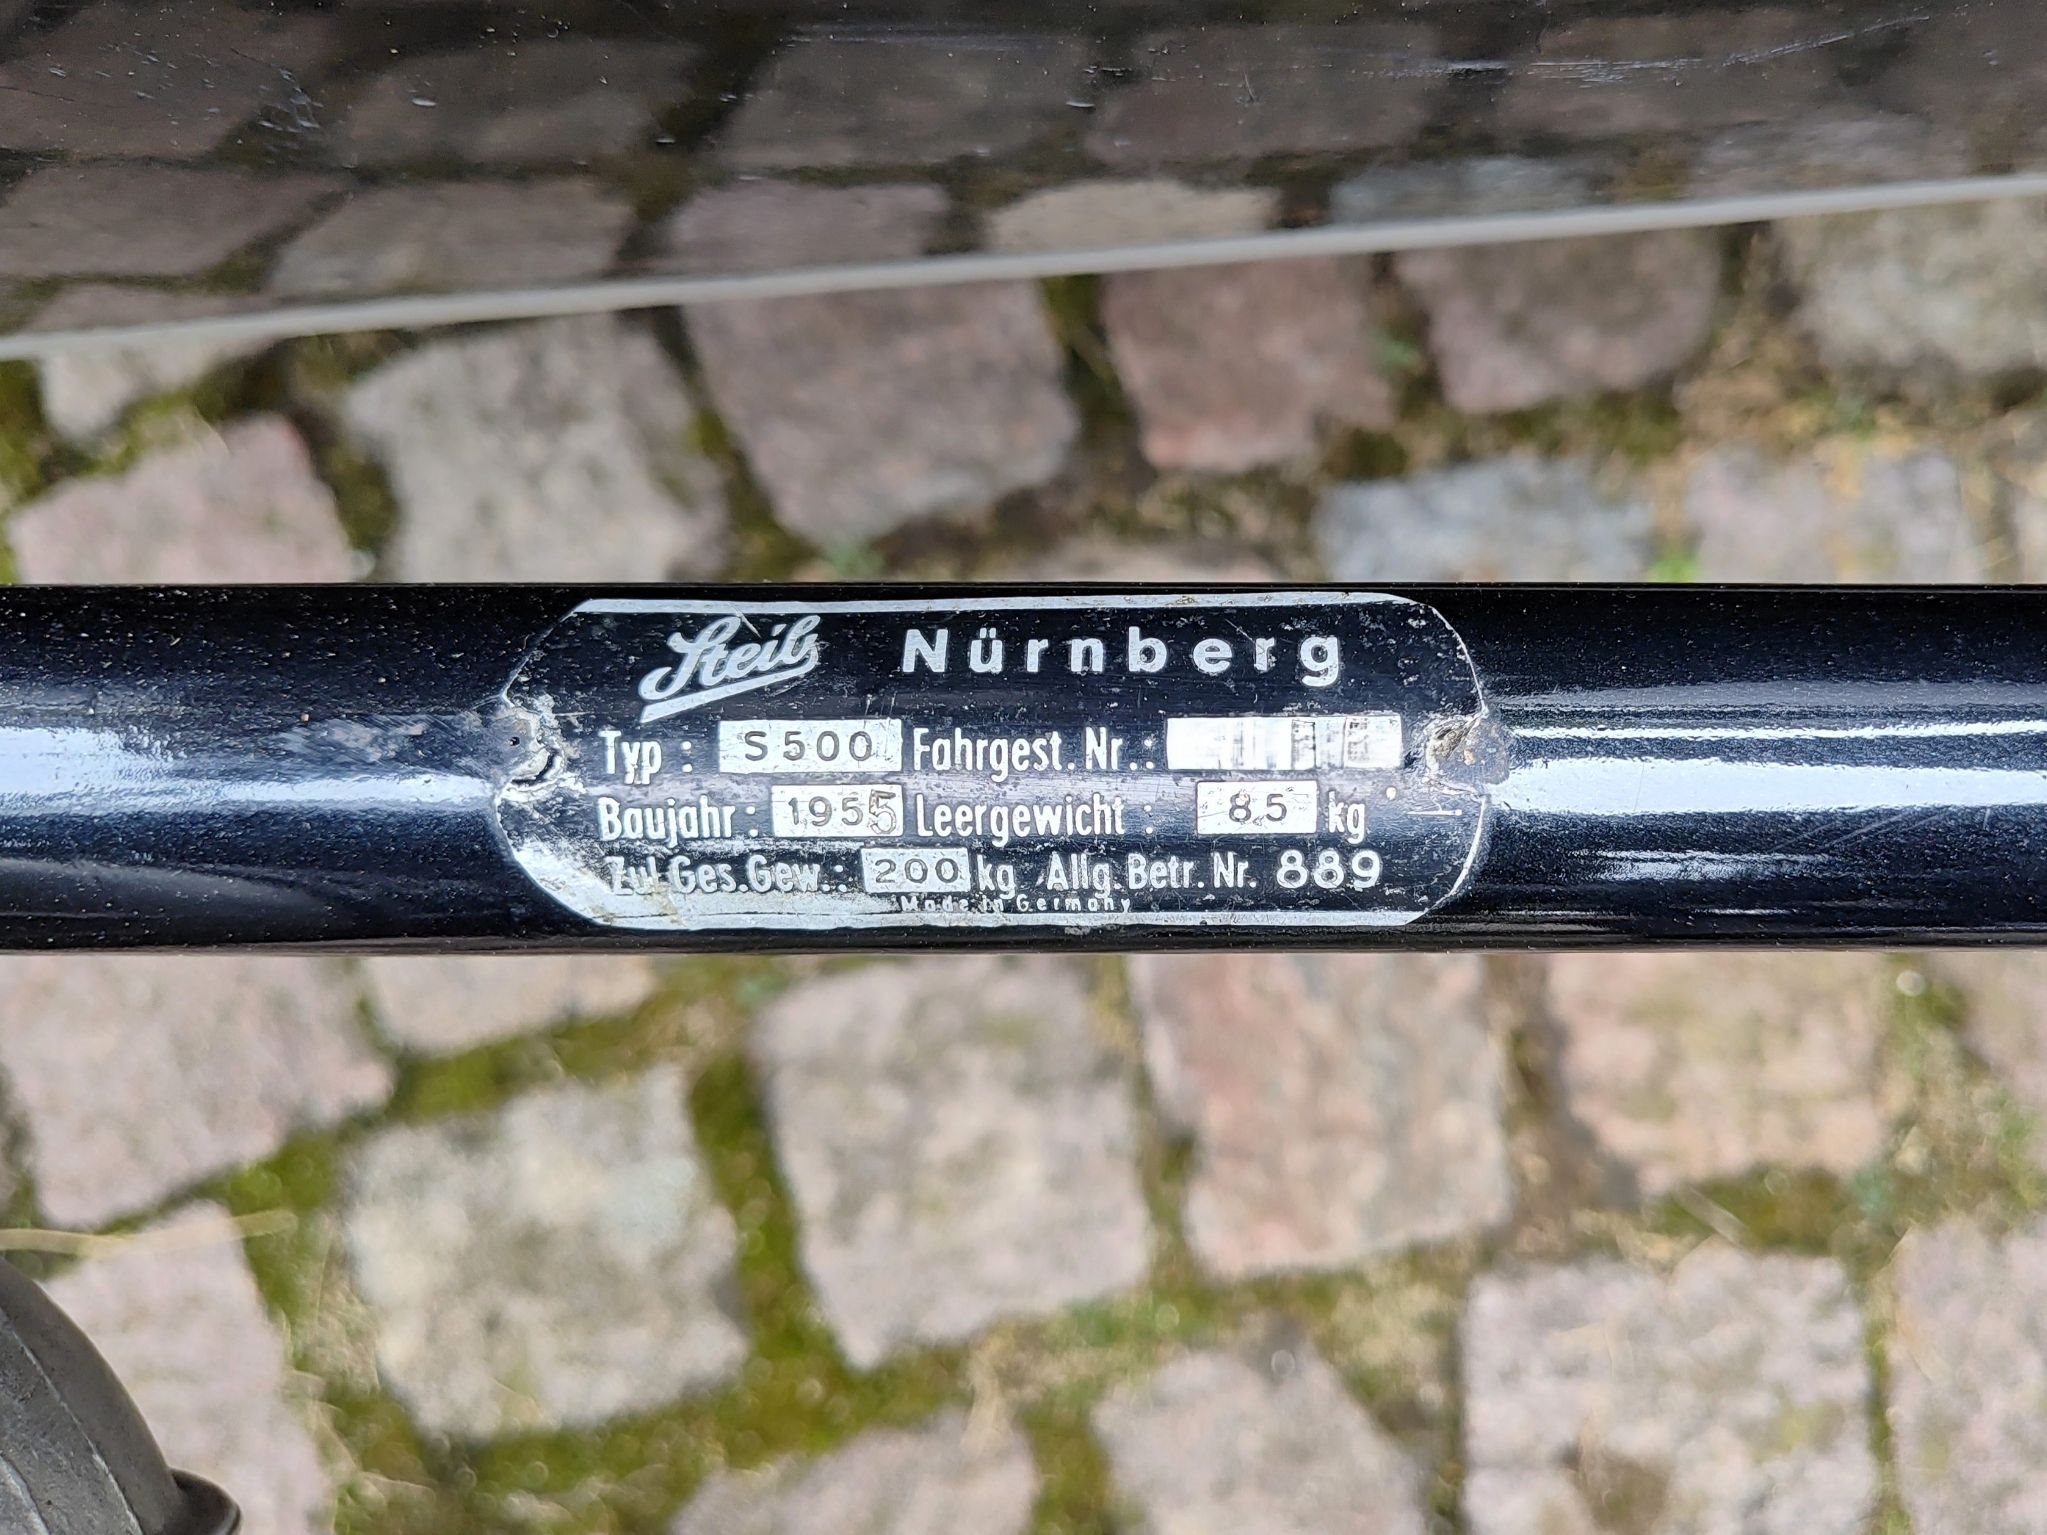 Steib Nürnberg
Typ: S500 Fahrgest. Nr.:
Baujahr: 1955 Leergewicht: 85 kg
Zul.Ges.Gew.: 200 kg Allg. Betr. Nr. 889
Made in Germany